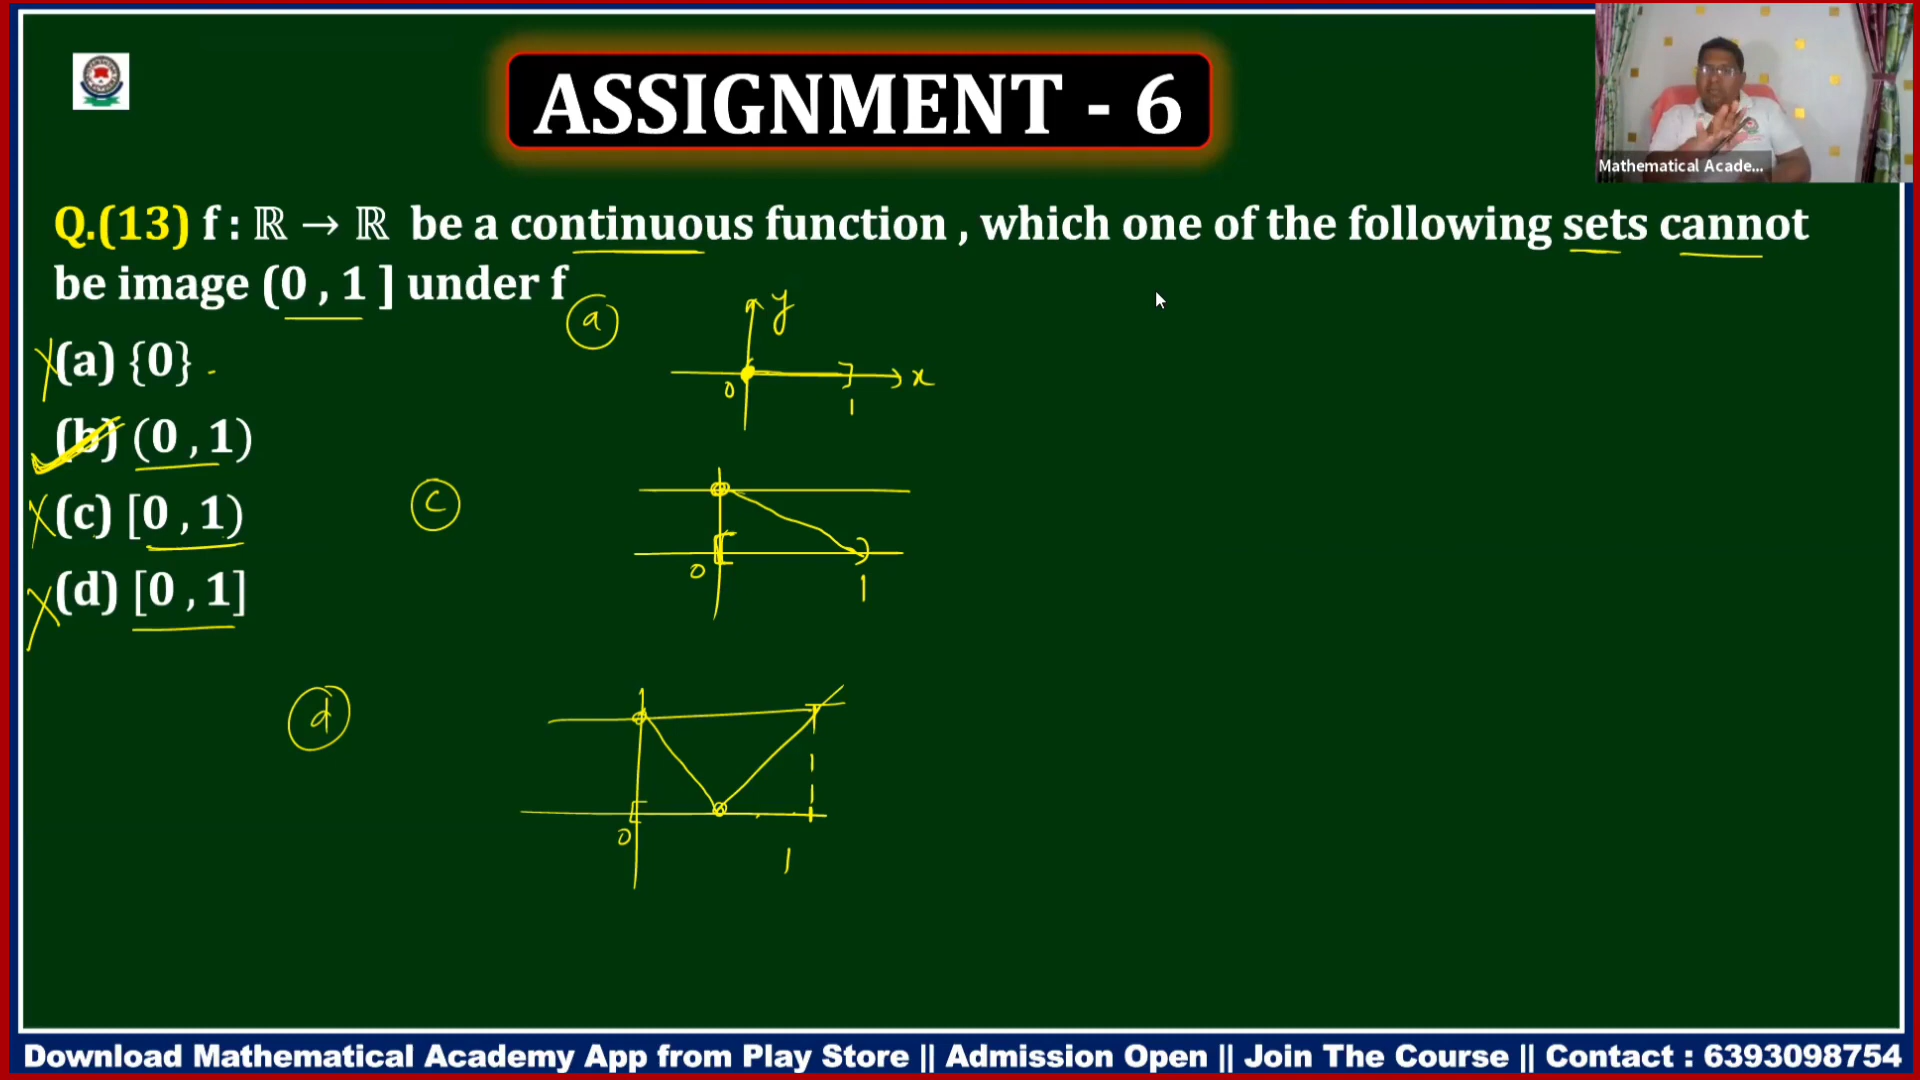 ASSIGNMENT - 6
Mathematical Acade...
Q.(13) f : ℝ → ℝ be a continuous function , which one of the following sets cannot
be image (0 , 1 ] under f
(a) {0}
(b) (0 , 1)
(c) [0 , 1)
(d) [0 , 1]
a
y
0
1
x
c
0
1
d
0
1
Download Mathematical Academy App from Play Store || Admission Open || Join The Course || Contact : 6393098754